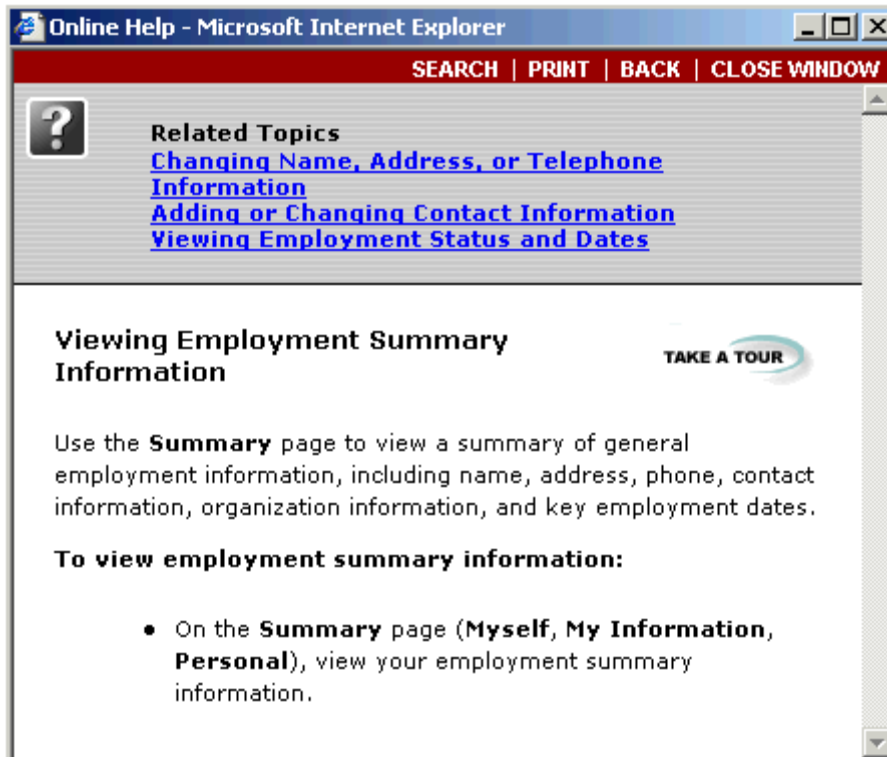 Online Help - Microsoft Internet Explorer
SEARCH | PRINT | BACK | CLOSE WINDOW
?
Related Topics
Changing Name, Address, or Telephone
Information
Adding or Changing Contact Information
Viewing Employment Status and Dates
Viewing Employment Summary
Information
TAKE A TOUR
Use the Summary page to view a summary of general
employment information, including name, address, phone, contact
information, organization information, and key employment dates.
To view employment summary information:
• On the Summary page (Myself, My Information,
Personal), view your employment summary
information.